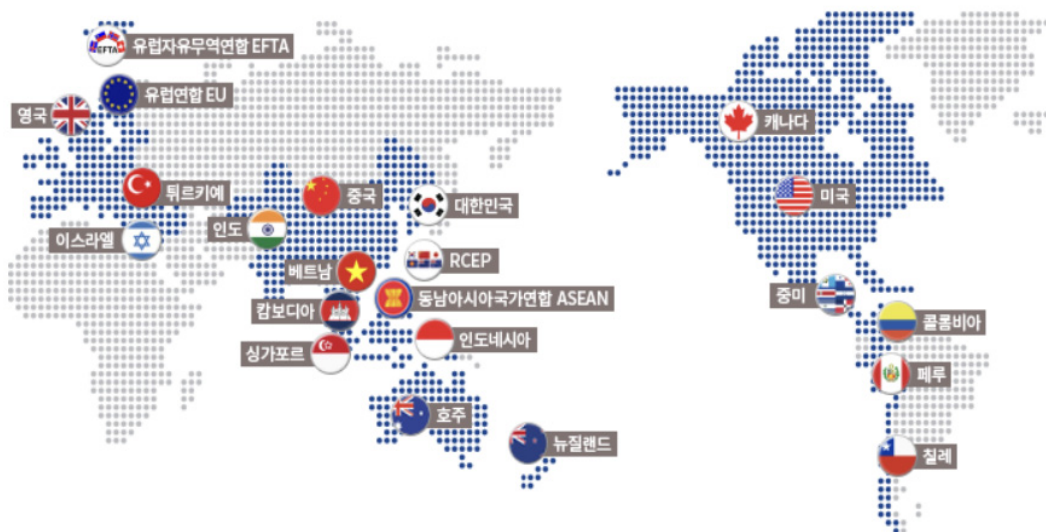 EFTA
유럽자유무역연합 EFTA
유럽연합 EU
영국
캐나다
튀르키예
중국
대한민국
미국
인도
이스라엘
RCEP
베트남
중미
동남아시아국가연합 ASEAN
캄보디아
콜롬비아
인도네시아
싱가포르
페루
호주
뉴질랜드
칠레